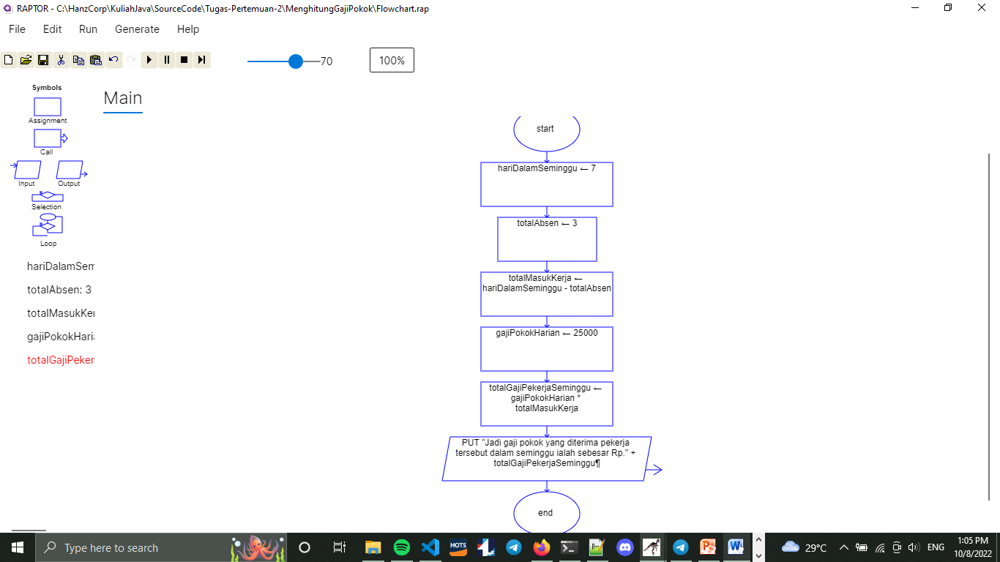 RAPTOR - C:\HanzCorp\KuliahJava\SourceCode\Tugas-Pertemuan-2\MenghitungGajiPokok\Flowchart.rap
File Edit Run Generate Help
70
100%
Symbols
Assignment
Call
Input Output
Selection
Loop
hariDalamSem
totalAbsen: 3
totalMasukKer
gajiPokokHaria
totalGajiPeker
Main
start
hariDalamSeminggu ← 7
totalAbsen ← 3
totalMasukKerja ←
hariDalamSeminggu - totalAbsen
gajiPokokHarian ← 25000
totalGajiPekerjaSeminggu ←
gajiPokokHarian *
totalMasukKerja
PUT "Jadi gaji pokok yang diterima pekerja
tersebut dalam seminggu ialah sebesar Rp." +
totalGajiPekerjaSeminggu¶
end
Type here to search
HOTS
29°C
ENG
1:05 PM
10/8/2022